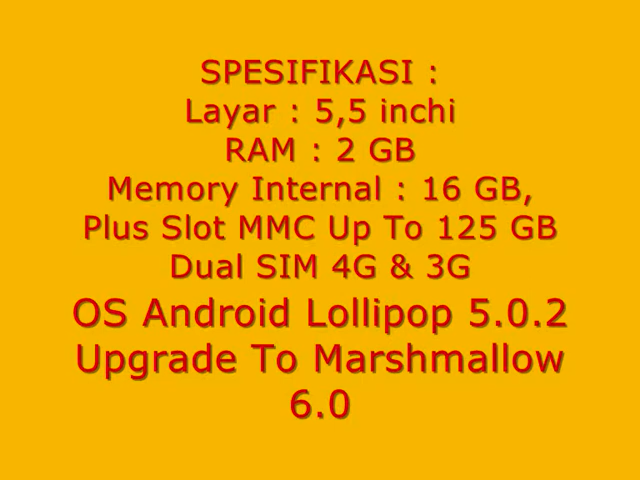 SPESIFIKASI :
Layar : 5,5 inchi
RAM : 2 GB
Memory Internal : 16 GB,
Plus Slot MMC Up To 125 GB
Dual SIM 4G & 3G
OS Android Lollipop 5.0.2
Upgrade To Marshmallow
6.0